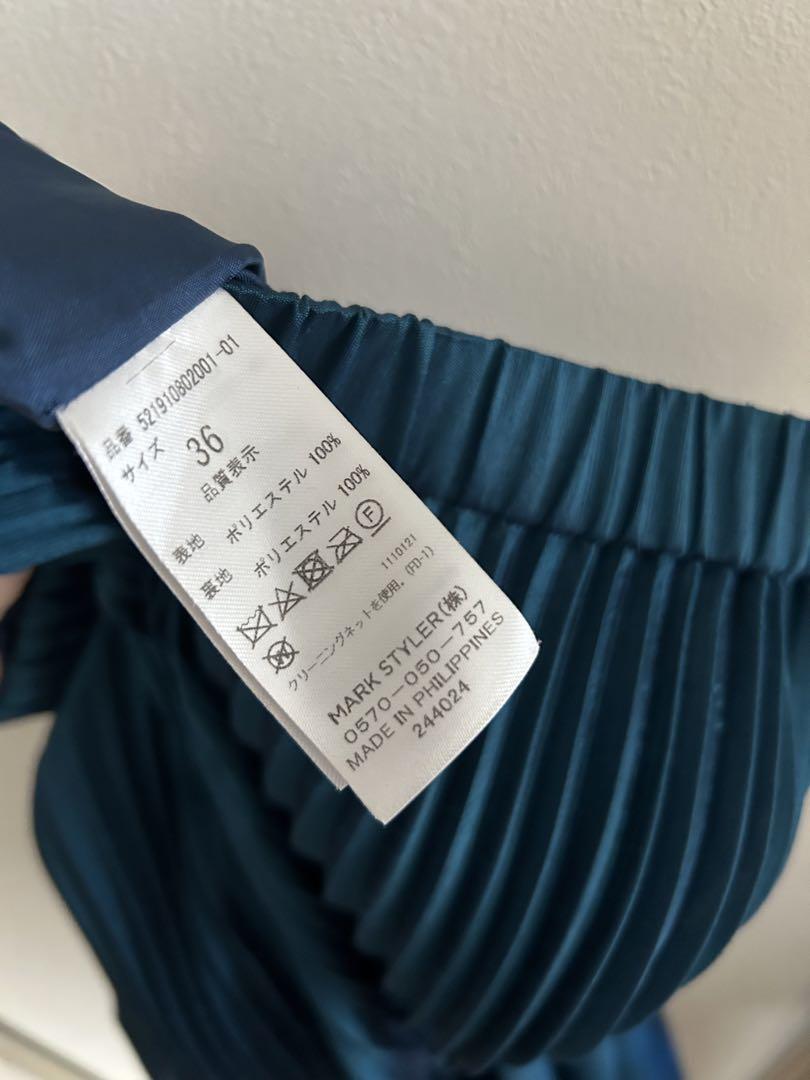 品番 521910802001-01
サイズ
36
品質表示
表地 ポリエステル 100%
裏地 ポリエステル 100%
F
1110121
クリーニングネットを使用。(FD-1)
MARK STYLER(株)
0570-050-757
MADE IN PHILIPPINES
244024